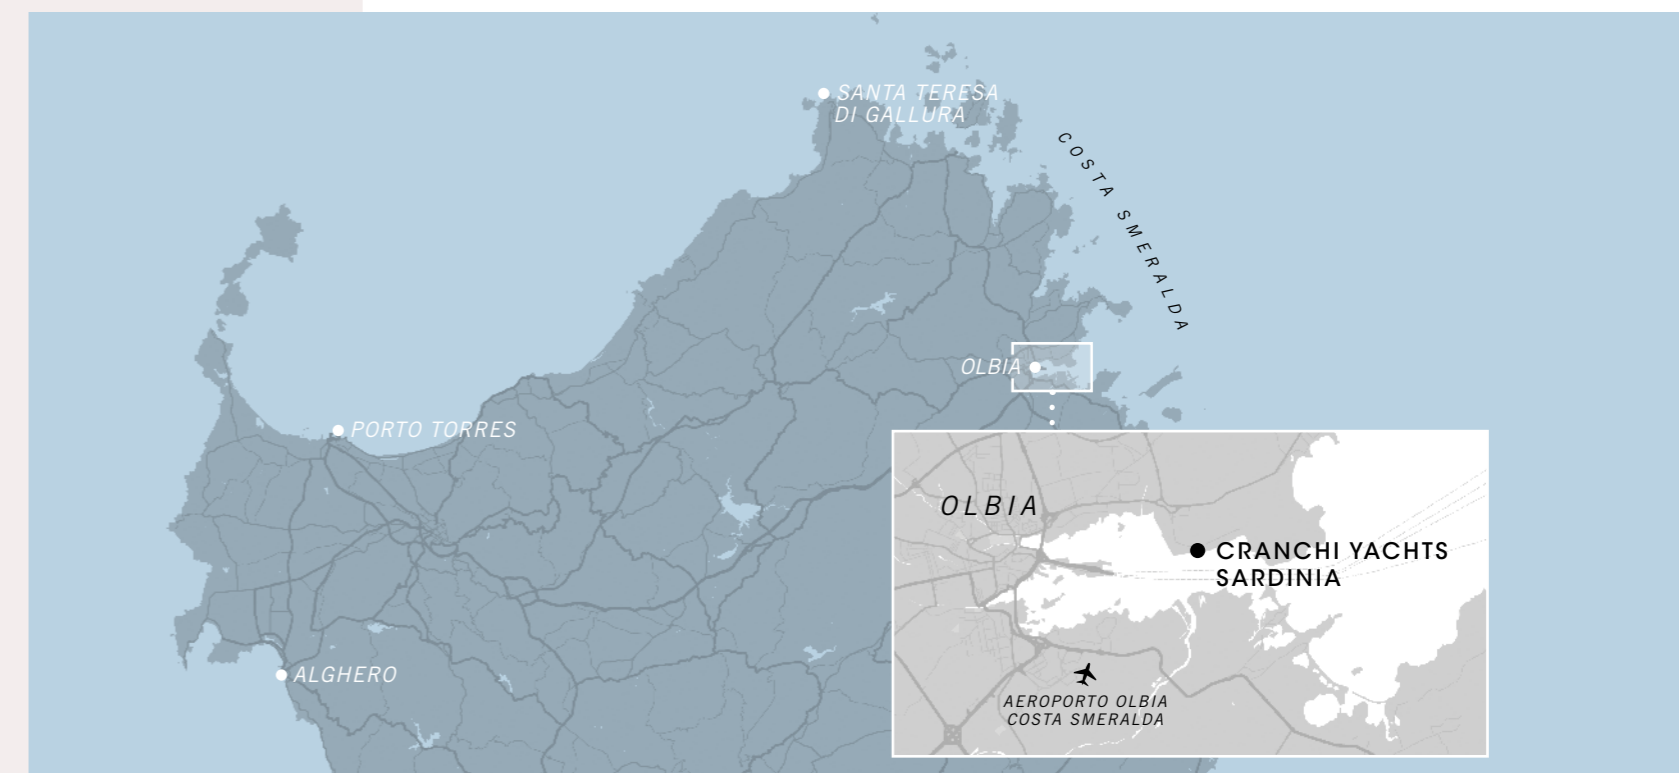 SANTA TERESA
DI GALLURA
COSTA SMERALDA
OLBIA
PORTO TORRES
OLBIA
CRANCHI YACHTS
SARDINIA
ALGHERO
AEROPORTO OLBIA
COSTA SMERALDA